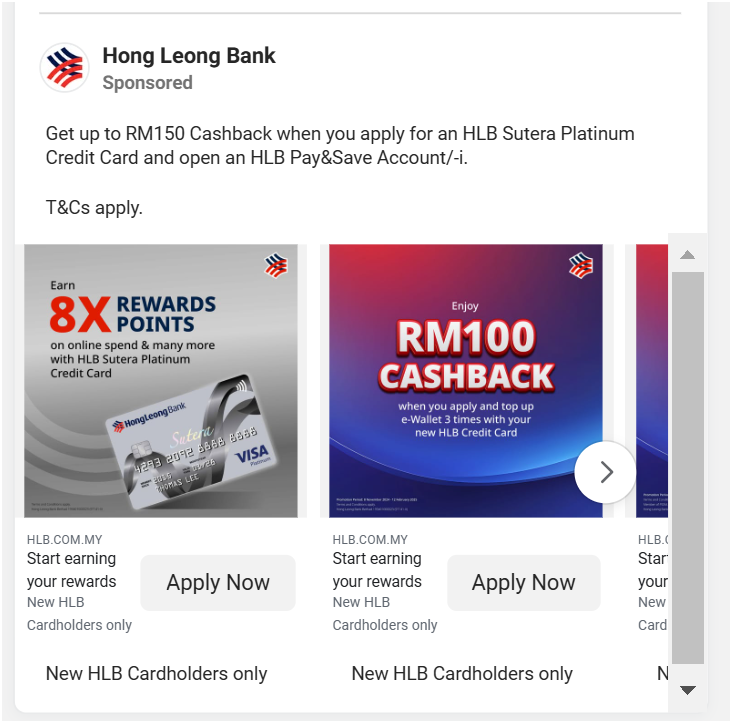 Hong Leong Bank
Sponsored
Get up to RM150 Cashback when you apply for an HLB Sutera Platinum
Credit Card and open an HLB Pay&Save Account/-i.
T&Cs apply.
Earn
8X REWARDS
POINTS
on online spend & many more
with HLB Sutera Platinum
Credit Card
HongLeong Bank
Sutera
4293 2092 8888 8888
THOMAS LEE
VISA
Platinum
Enjoy
RM100
CASHBACK
when you apply and top up
e-Wallet 3 times with your
new HLB Credit Card
HLB.COM.MY
Start earning
your rewards
New HLB
Cardholders only
Apply Now
HLB.COM.MY
Start earning
your rewards
New HLB
Cardholders only
Apply Now
HLB.C
Star
your
New
Card
New HLB Cardholders only
New HLB Cardholders only
N